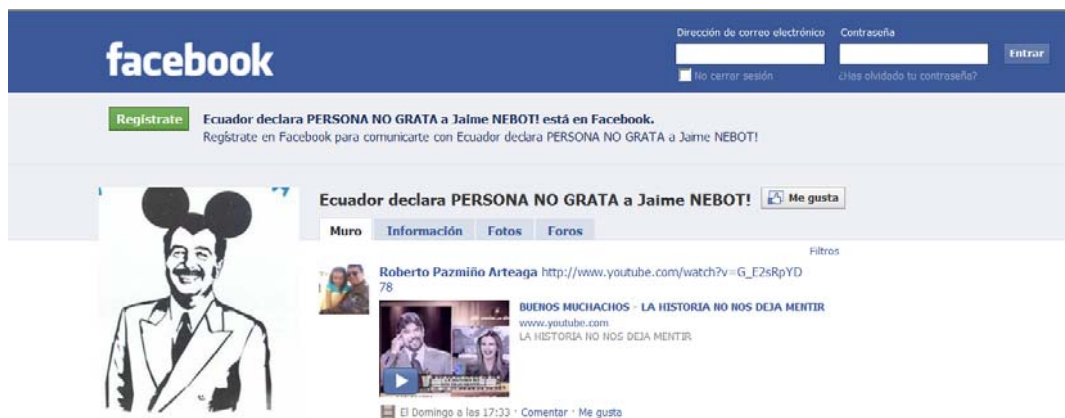 facebook
Dirección de correo electrónico
Contraseña
Entrar
No cerrar sesión
¿Has olvidado tu contraseña?
Regístrate
Ecuador declara PERSONA NO GRATA a Jaime NEBOT! está en Facebook.
Regístrate en Facebook para comunicarte con Ecuador declara PERSONA NO GRATA a Jaime NEBOT!
Ecuador declara PERSONA NO GRATA a Jaime NEBOT!
Me gusta
Muro Información Fotos Foros
Filtros
Roberto Pazmiño Arteaga http://www.youtube.com/watch?v=G_E2sRpYD
78
BUENOS MUCHACHOS - LA HISTORIA NO NOS DEJA MENTIR
www.youtube.com
LA HISTORIA NO NOS DEJA MENTIR
El Domingo a las 17:33 · Comentar · Me gusta